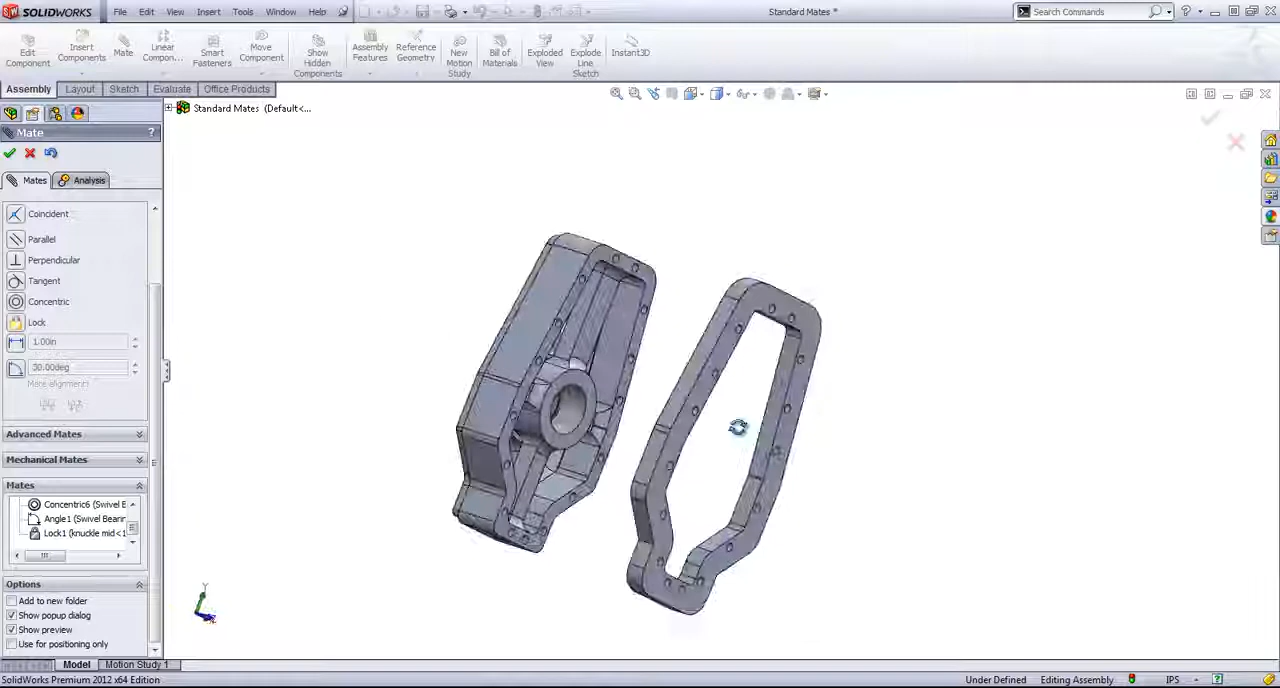 SOLIDWORKS File Edit View Insert Tools Window Help Standard Mates * Search Commands ?
Edit Component
Insert Components
Mate
Linear Compon...
Smart Fasteners
Move Component
Show Hidden Components
Assembly Features
Reference Geometry
New Motion Study
Bill of Materials
Exploded View
Explode Line Sketch
Instant3D
Assembly Layout Sketch Evaluate Office Products
Standard Mates (Default<...
Mate ?
Mates Analysis
Coincident
Parallel
Perpendicular
Tangent
Concentric
Lock
1.00in
30.00deg
Mate alignment:
Advanced Mates
Mechanical Mates
Mates
Concentric6 (Swivel B
Angle1 (Swivel Bearin
Lock1 (knuckle mid<1
Options
Add to new folder
Show popup dialog
Show preview
Use for positioning only
Y
Model Motion Study 1
SolidWorks Premium 2012 x64 Edition Under Defined Editing Assembly IPS ?